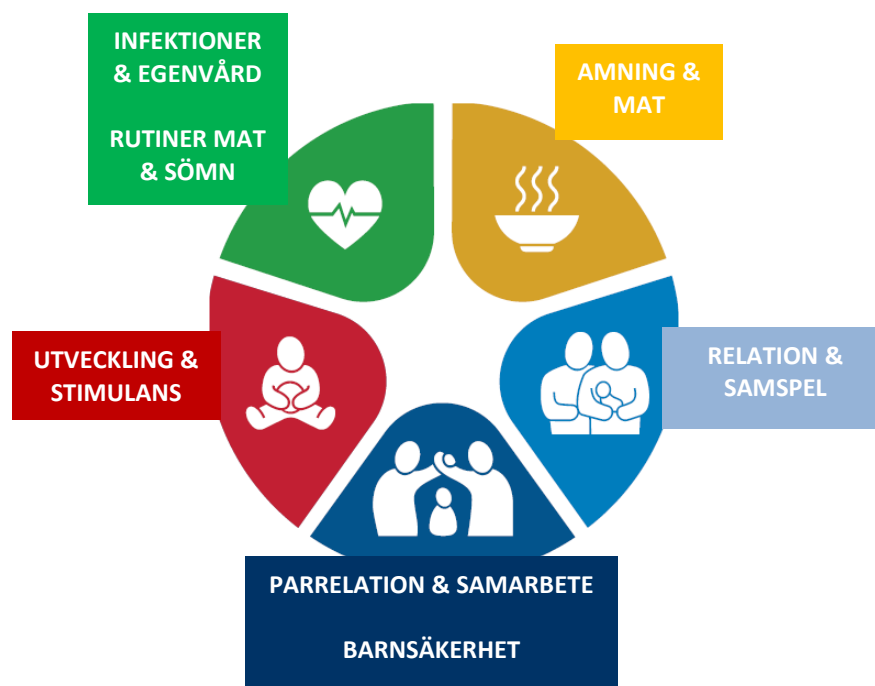 INFEKTIONER
& EGENVÅRD
RUTINER MAT
& SÖMN
AMNING &
MAT
UTVECKLING &
STIMULANS
RELATION &
SAMSPEL
PARRELATION & SAMARBETE
BARNSÄKERHET